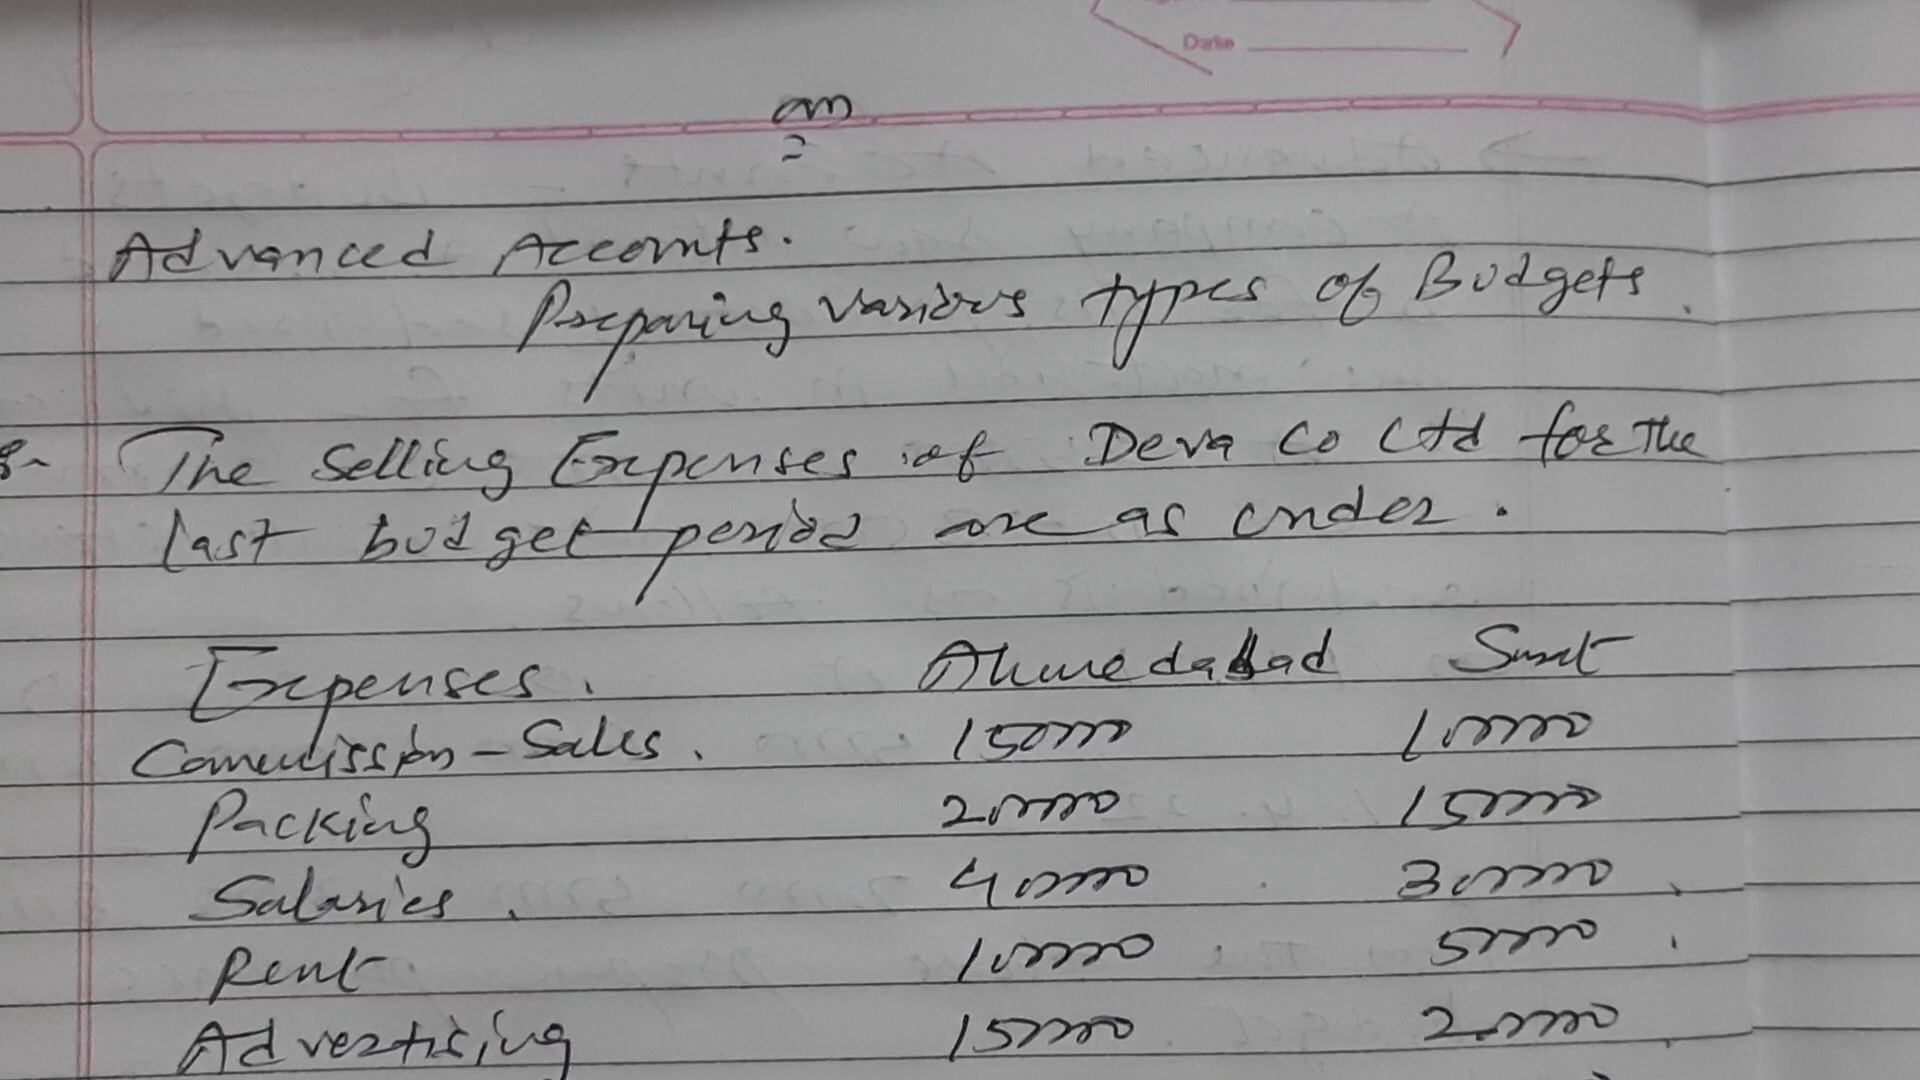 Date
Advanced Accounts.
Preparing various types of Budgets.
The Selling Expenses of Deva Co Ltd for the
last budget period are as under.
Expenses. Ahmedabad Surat
Commission - Sales. 15000 10000
Packing 20000 15000
Salaries. 40000 30000
Rent 10000 5000
Advertising 15000 20000